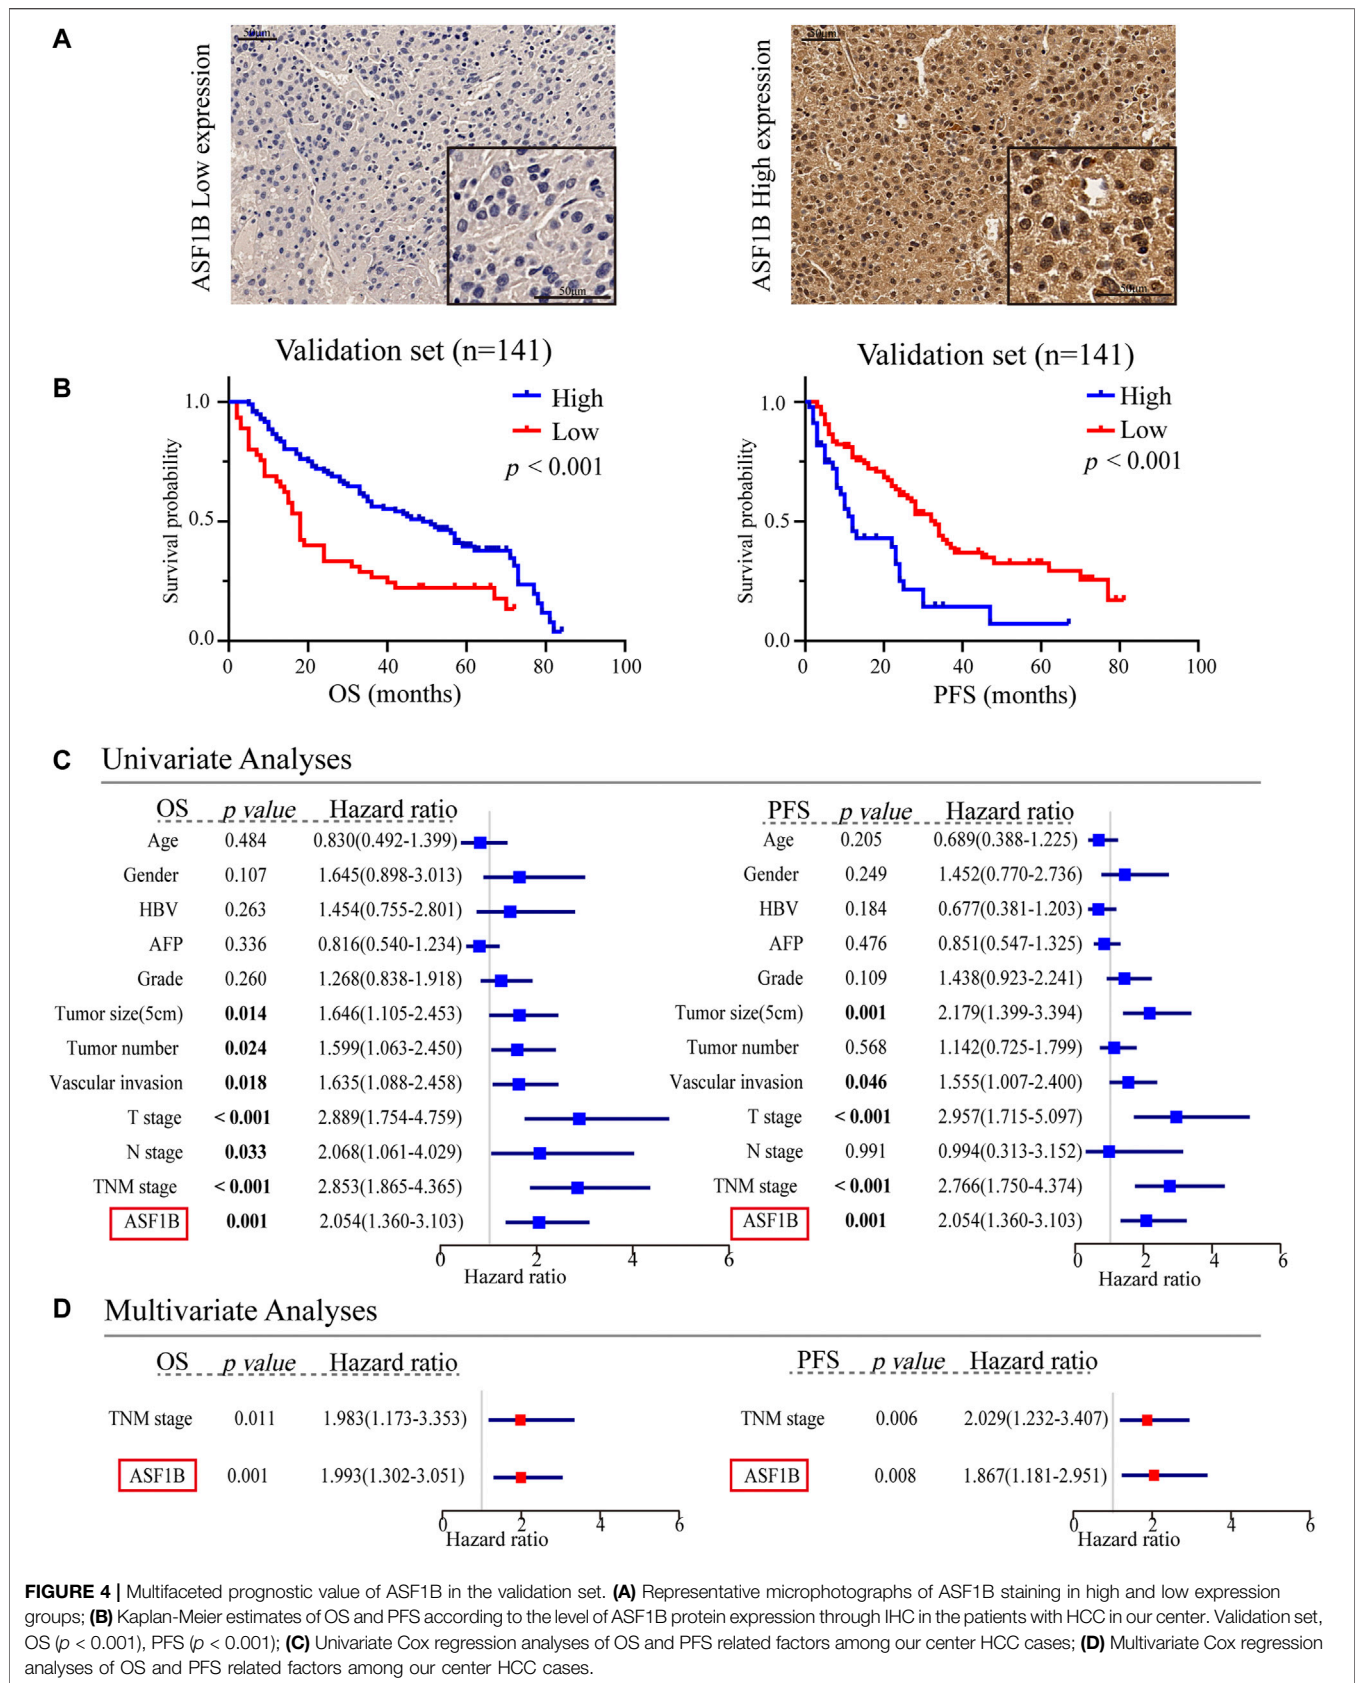 A
ASF1B Low expression
50μm
50μm
ASF1B High expression
50μm
50μm
B
Validation set (n=141)
Survival probability
1.0
0.5
0.0
High
Low
p < 0.001
0 20 40 60 80 100
OS (months)
Validation set (n=141)
Survival probability
1.0
0.5
0.0
High
Low
p < 0.001
0 20 40 60 80 100
PFS (months)
C Univariate Analyses
OS p value Hazard ratio
Age 0.484 0.830(0.492-1.399)
Gender 0.107 1.645(0.898-3.013)
HBV 0.263 1.454(0.755-2.801)
AFP 0.336 0.816(0.540-1.234)
Grade 0.260 1.268(0.838-1.918)
Tumor size(5cm) 0.014 1.646(1.105-2.453)
Tumor number 0.024 1.599(1.063-2.450)
Vascular invasion 0.018 1.635(1.088-2.458)
T stage < 0.001 2.889(1.754-4.759)
N stage 0.033 2.068(1.061-4.029)
TNM stage < 0.001 2.853(1.865-4.365)
ASF1B 0.001 2.054(1.360-3.103)
0 2 4 6
Hazard ratio
PFS p value Hazard ratio
Age 0.205 0.689(0.388-1.225)
Gender 0.249 1.452(0.770-2.736)
HBV 0.184 0.677(0.381-1.203)
AFP 0.476 0.851(0.547-1.325)
Grade 0.109 1.438(0.923-2.241)
Tumor size(5cm) 0.001 2.179(1.399-3.394)
Tumor number 0.568 1.142(0.725-1.799)
Vascular invasion 0.046 1.555(1.007-2.400)
T stage < 0.001 2.957(1.715-5.097)
N stage 0.991 0.994(0.313-3.152)
TNM stage < 0.001 2.766(1.750-4.374)
ASF1B 0.001 2.054(1.360-3.103)
0 2 4 6
Hazard ratio
D Multivariate Analyses
OS p value Hazard ratio
TNM stage 0.011 1.983(1.173-3.353)
ASF1B 0.001 1.993(1.302-3.051)
0 2 4 6
Hazard ratio
PFS p value Hazard ratio
TNM stage 0.006 2.029(1.232-3.407)
ASF1B 0.008 1.867(1.181-2.951)
0 2 4 6
Hazard ratio
FIGURE 4 | Multifaceted prognostic value of ASF1B in the validation set. (A) Representative microphotographs of ASF1B staining in high and low expression
groups; (B) Kaplan-Meier estimates of OS and PFS according to the level of ASF1B protein expression through IHC in the patients with HCC in our center. Validation set,
OS (p < 0.001), PFS (p < 0.001); (C) Univariate Cox regression analyses of OS and PFS related factors among our center HCC cases; (D) Multivariate Cox regression
analyses of OS and PFS related factors among our center HCC cases.